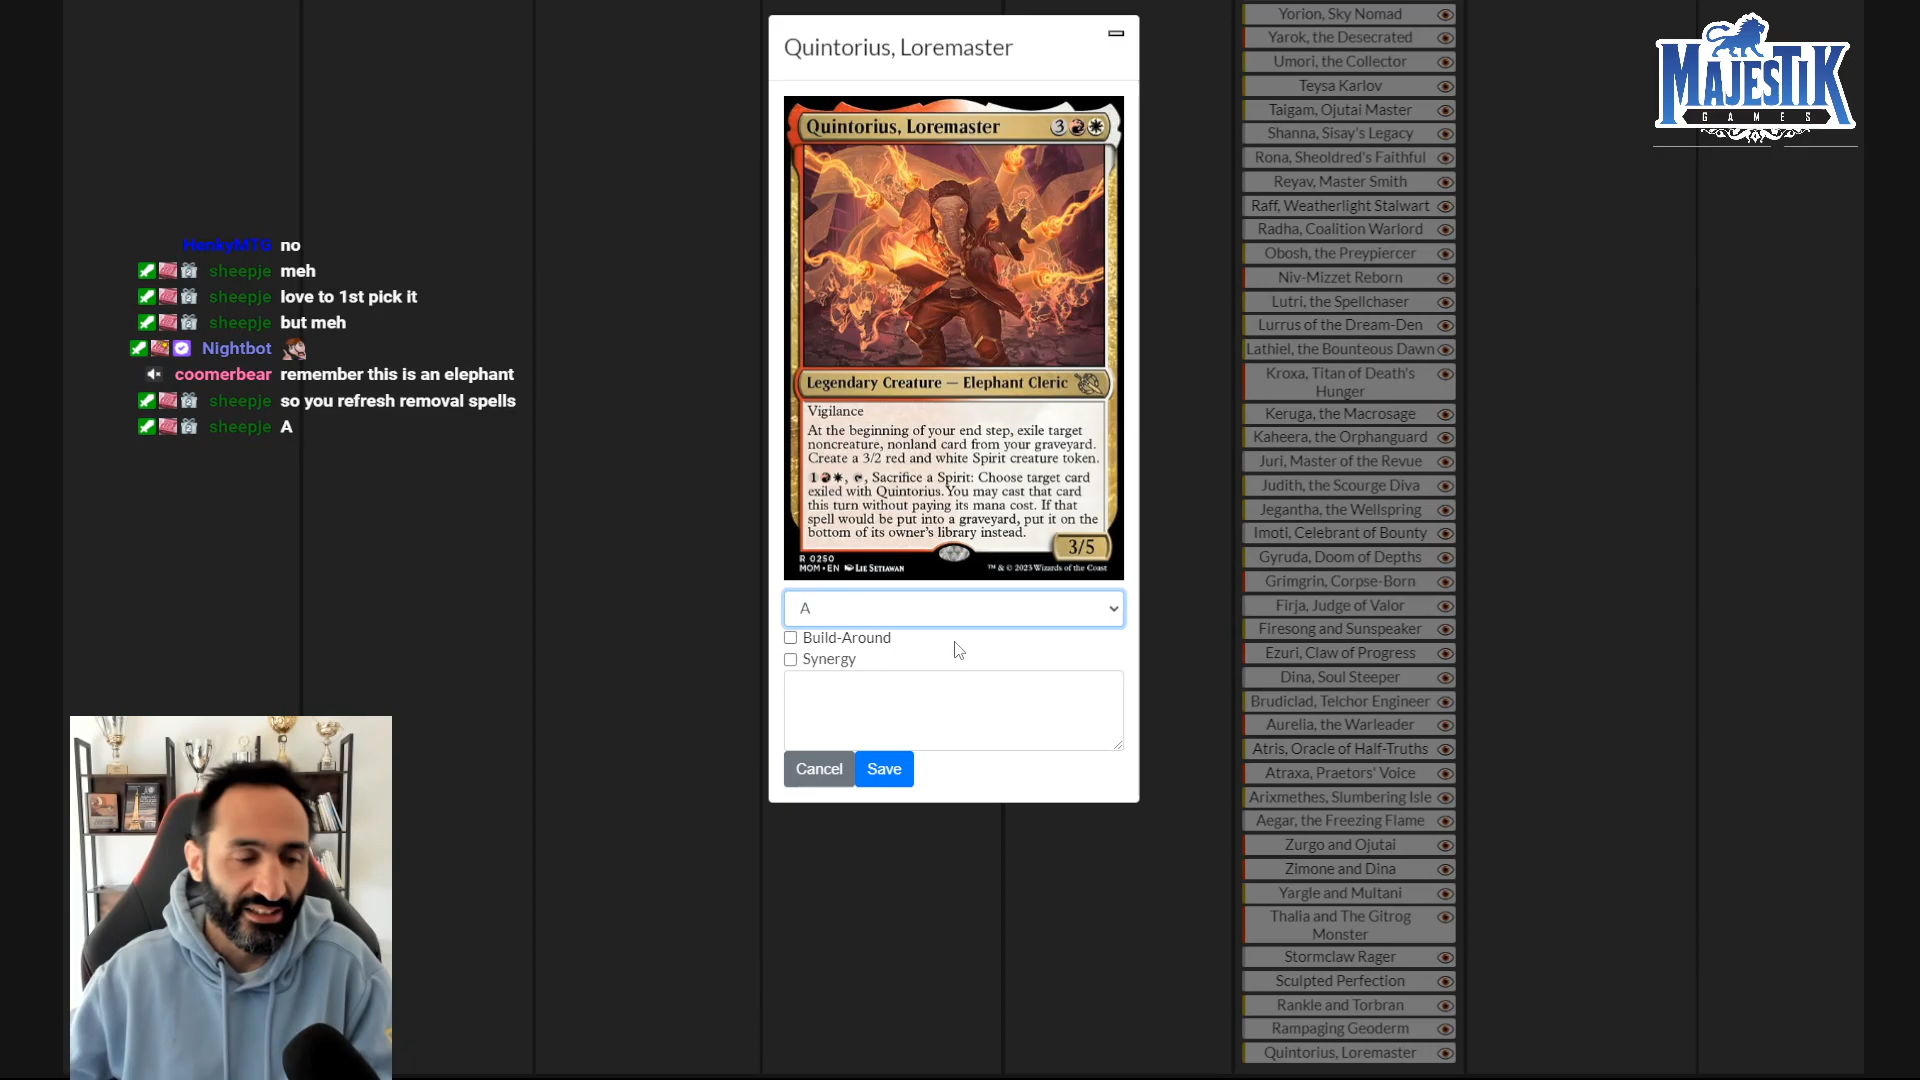 Quintorius, Loremaster
Quintorius, Loremaster 3
Legendary Creature — Elephant Cleric
Vigilance
At the beginning of your end step, exile target
noncreature, nonland card from your graveyard.
Create a 3/2 red and white Spirit creature token.
1 , , Sacrifice a Spirit: Choose target card
exiled with Quintorius. You may cast that card
this turn without paying its mana cost. If that
spell would be put into a graveyard, put it on the
bottom of its owner's library instead.
3/5
R 0250
MOM • EN Lie Setiawan
™ & © 2023 Wizards of the Coast
A
Build-Around
Synergy
Cancel Save
HenkyMTG no
sheepje meh
sheepje love to 1st pick it
sheepje but meh
Nightbot
coomerbear remember this is an elephant
sheepje so you refresh removal spells
sheepje A
Yorion, Sky Nomad
Yarok, the Desecrated
Umori, the Collector
Teysa Karlov
Taigam, Ojutai Master
Shanna, Sisay's Legacy
Rona, Sheoldred's Faithful
Reyav, Master Smith
Raff, Weatherlight Stalwart
Radha, Coalition Warlord
Obosh, the Preypiercer
Niv-Mizzet Reborn
Lutri, the Spellchaser
Lurrus of the Dream-Den
Lathiel, the Bounteous Dawn
Kroxa, Titan of Death's
Hunger
Keruga, the Macrosage
Kaheera, the Orphanguard
Juri, Master of the Revue
Judith, the Scourge Diva
Jegantha, the Wellspring
Imoti, Celebrant of Bounty
Gyruda, Doom of Depths
Grimgrin, Corpse-Born
Firja, Judge of Valor
Firesong and Sunspeaker
Ezuri, Claw of Progress
Dina, Soul Steeper
Brudiclad, Telchor Engineer
Aurelia, the Warleader
Atris, Oracle of Half-Truths
Atraxa, Praetors' Voice
Arixmethes, Slumbering Isle
Aegar, the Freezing Flame
Zurgo and Ojutai
Zimone and Dina
Yargle and Multani
Thalia and The Gitrog
Monster
Stormclaw Rager
Sculpted Perfection
Rankle and Torbran
Rampaging Geoderm
Quintorius, Loremaster
MAJESTIK
GAMES